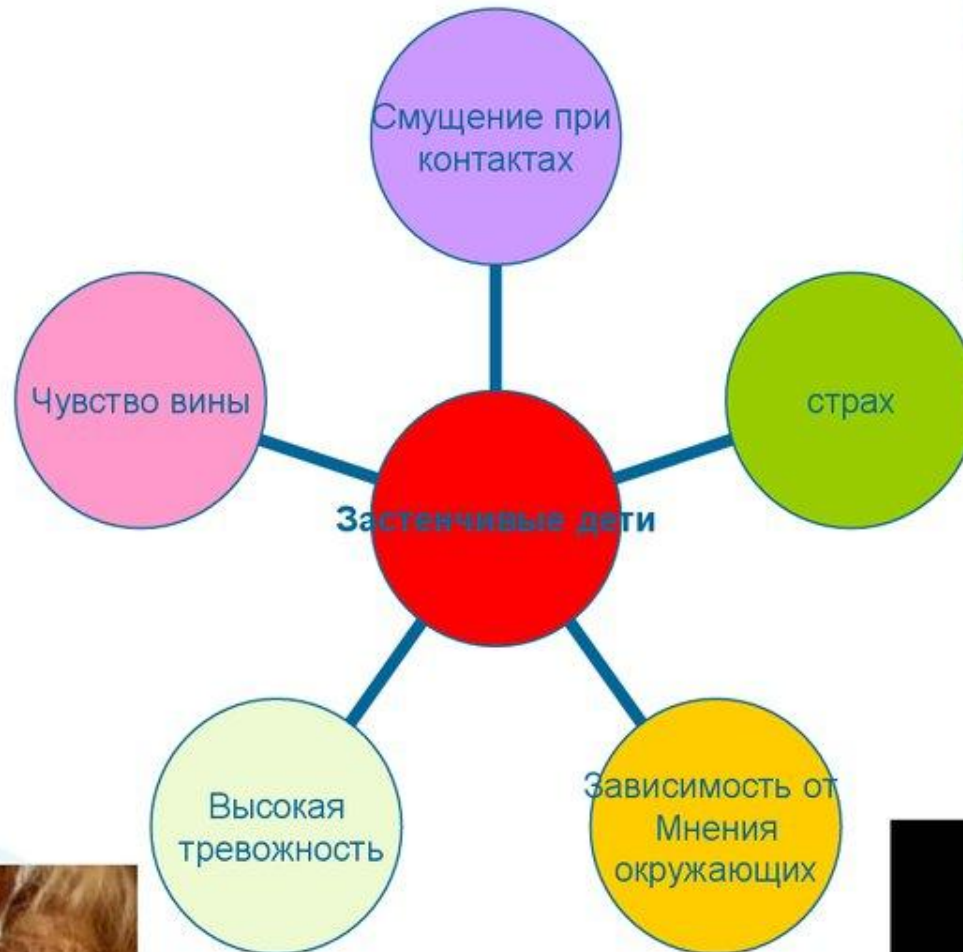 Смущение при
контактах
Чувство вины
страх
Застенчивые дети
Высокая
тревожность
Зависимость от
Мнения
окружающих